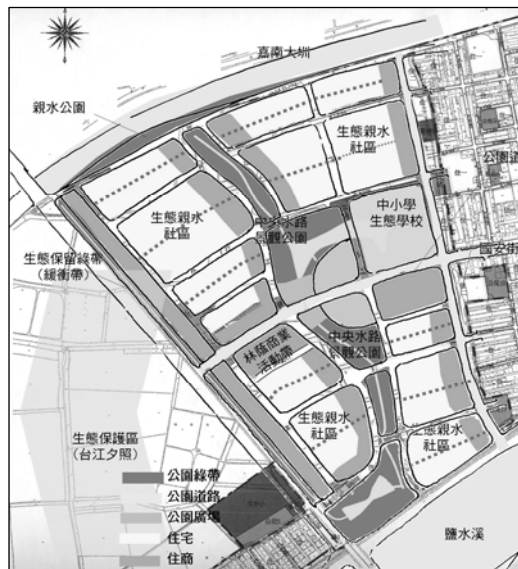 嘉南大圳
親水公園
生態親水
社區
公園道
中小學
生態學校
生態親水
社區
中央水路
景觀公園
國安街
生態保留綠帶
（緩衝帶）
中央水路
景觀公園
林蔭商業
活動帶
生態親水
社區
生態親水
社區
生態保護區
（台江夕照）
公園綠帶
公園道路
公園廣場
住宅
住商
鹽水溪